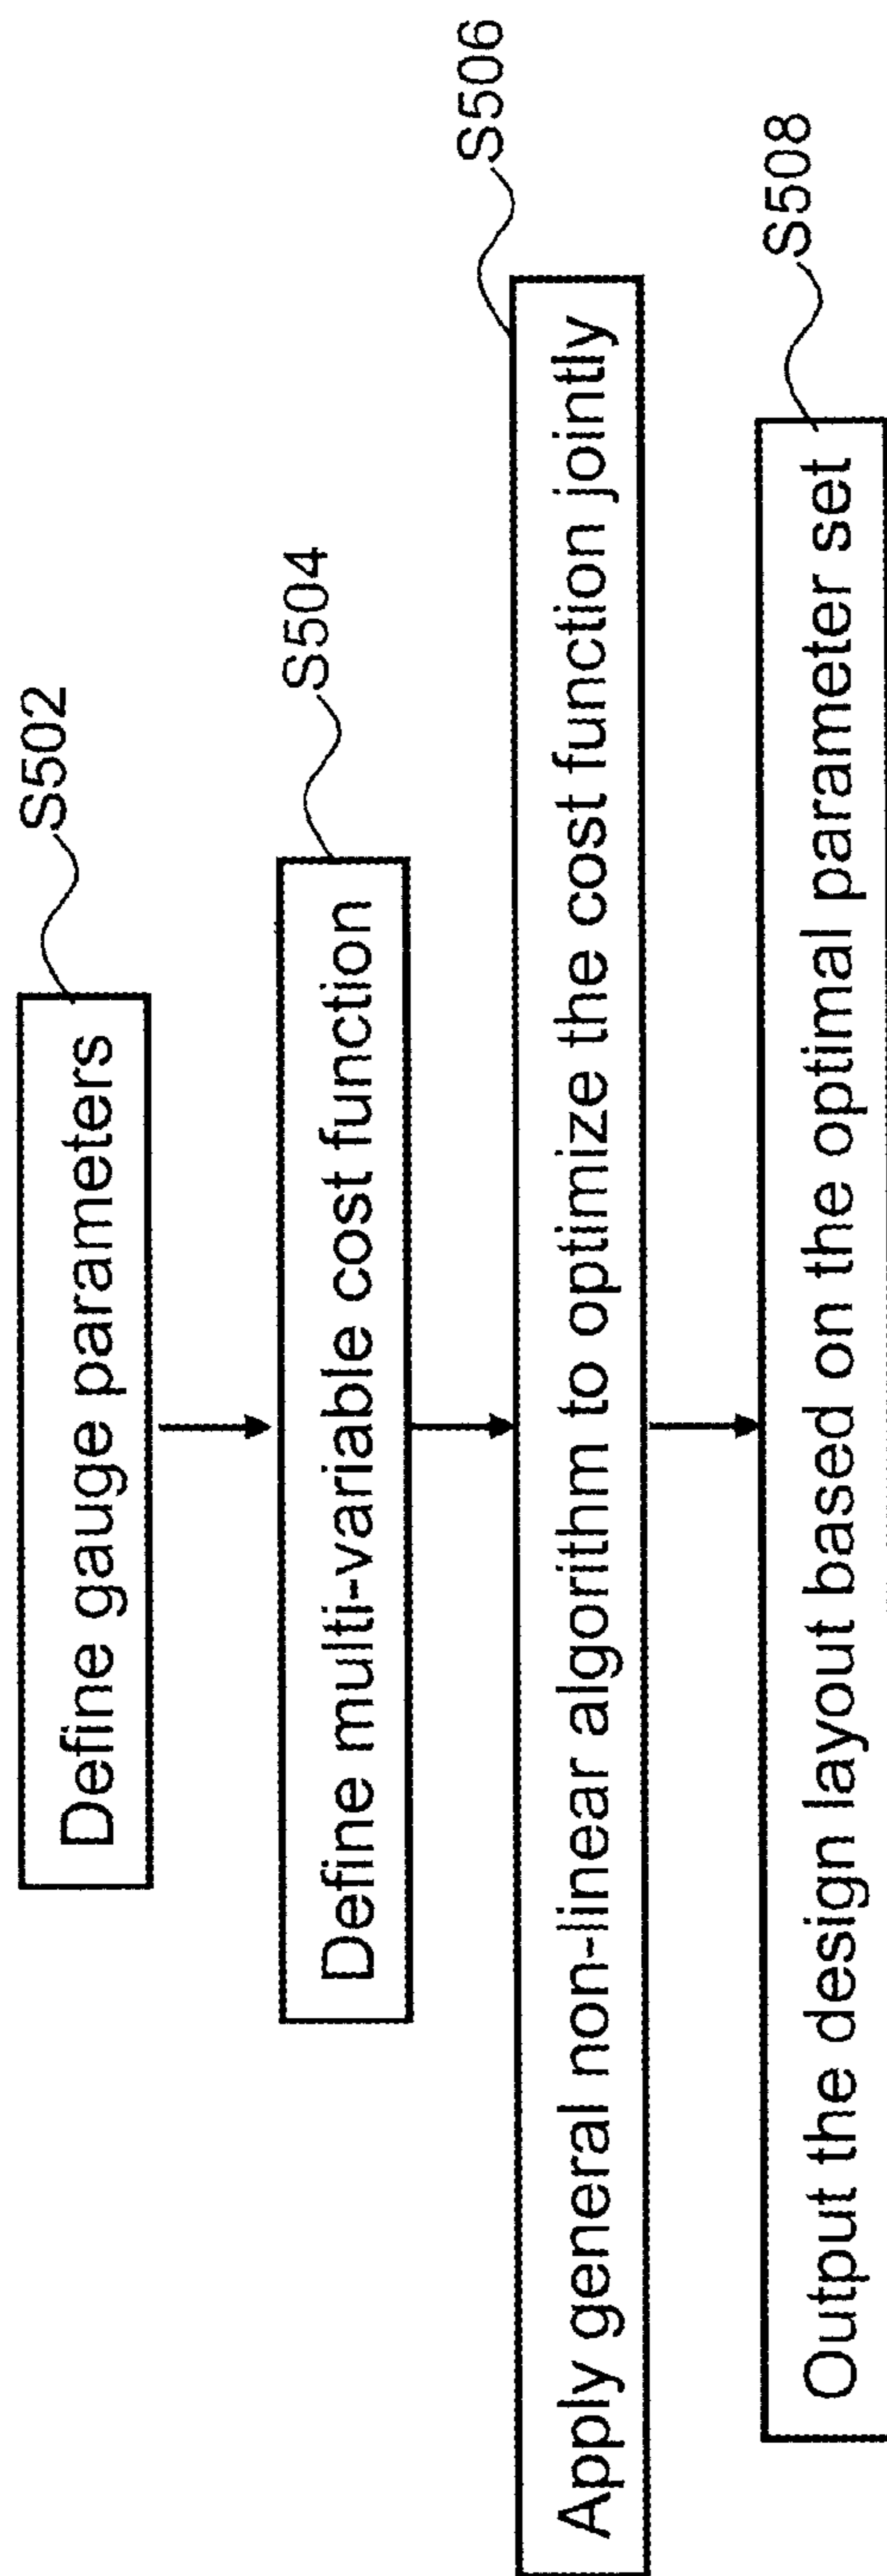 S502
Define gauge parameters
S504
Define multi-variable cost function
S506
Apply general non-linear algorithm to optimize the cost function jointly
S508
Output the design layout based on the optimal parameter set